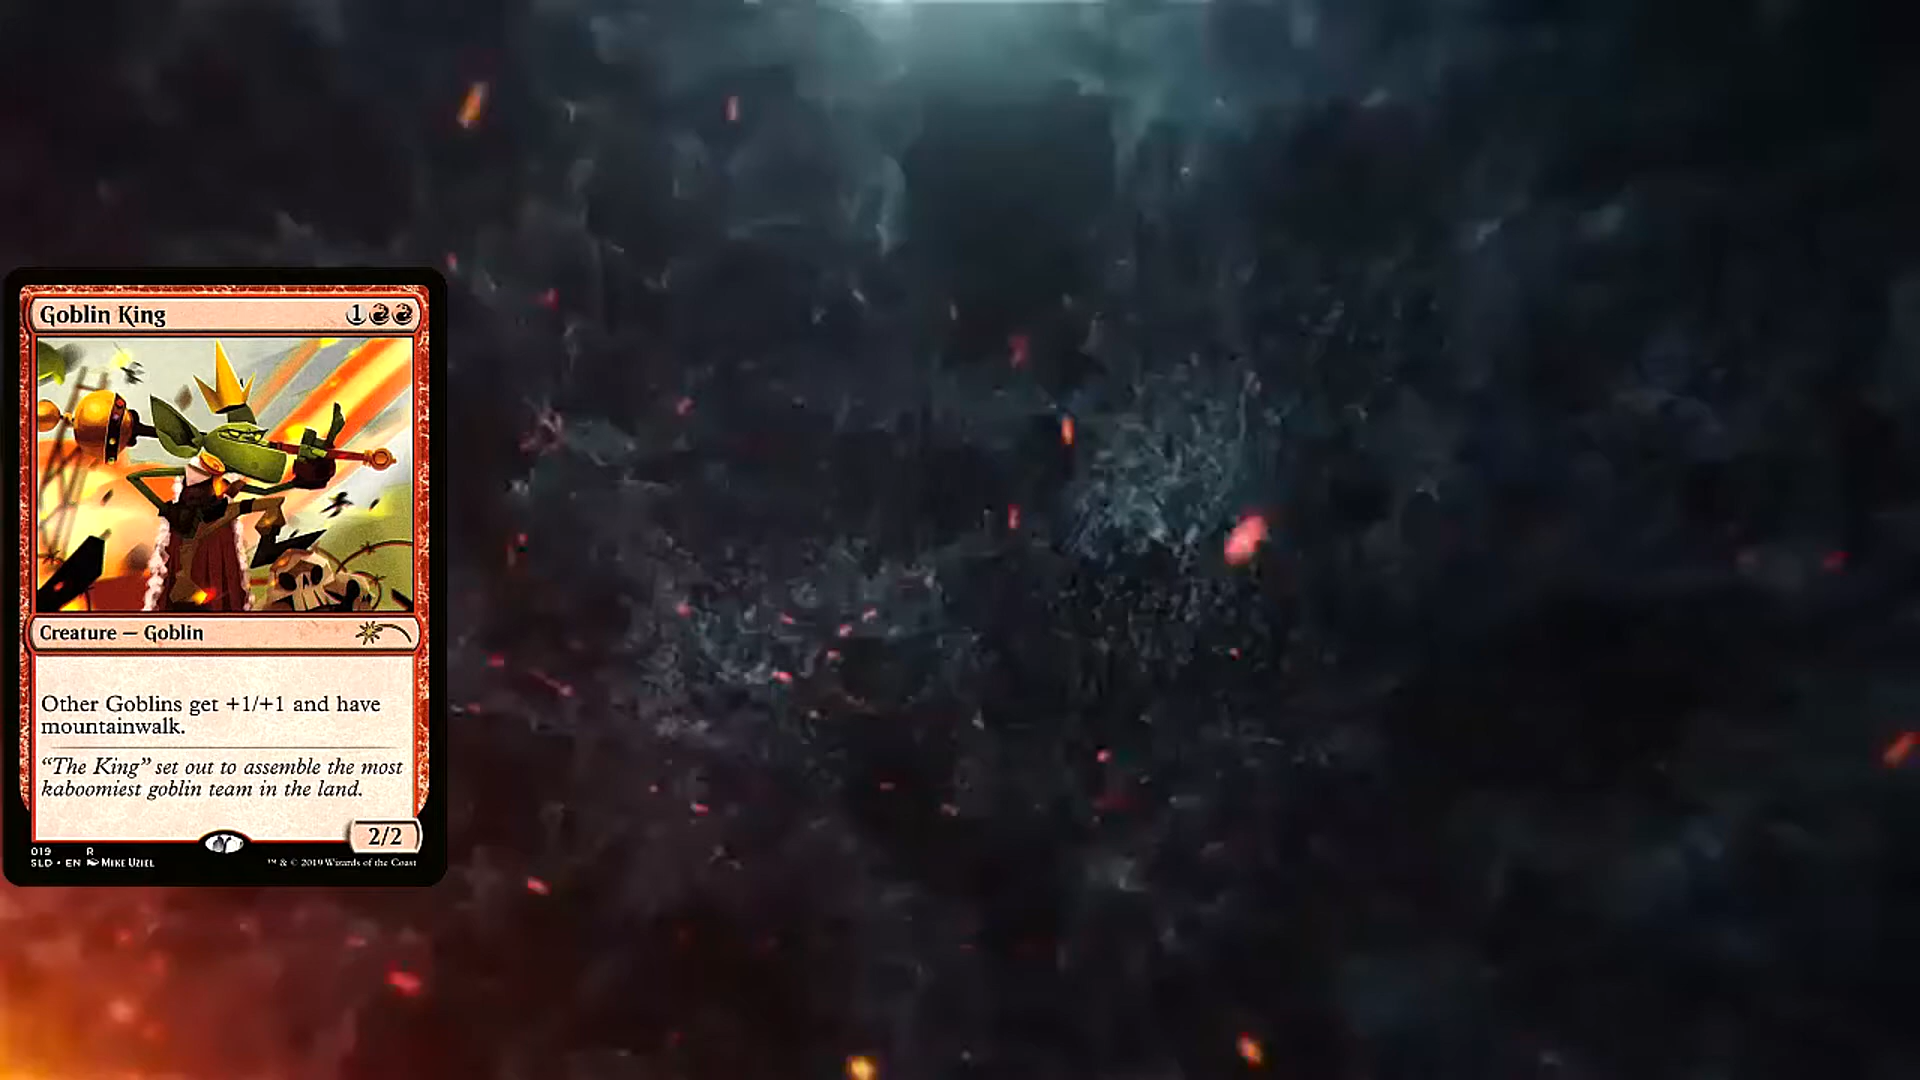 Goblin King 1
Creature — Goblin
Other Goblins get +1/+1 and have
mountainwalk.
“The King” set out to assemble the most
kaboomiest goblin team in the land.
2/2
019 R
SLD • EN MIKE UZIEL
™ & © 2019 Wizards of the Coast